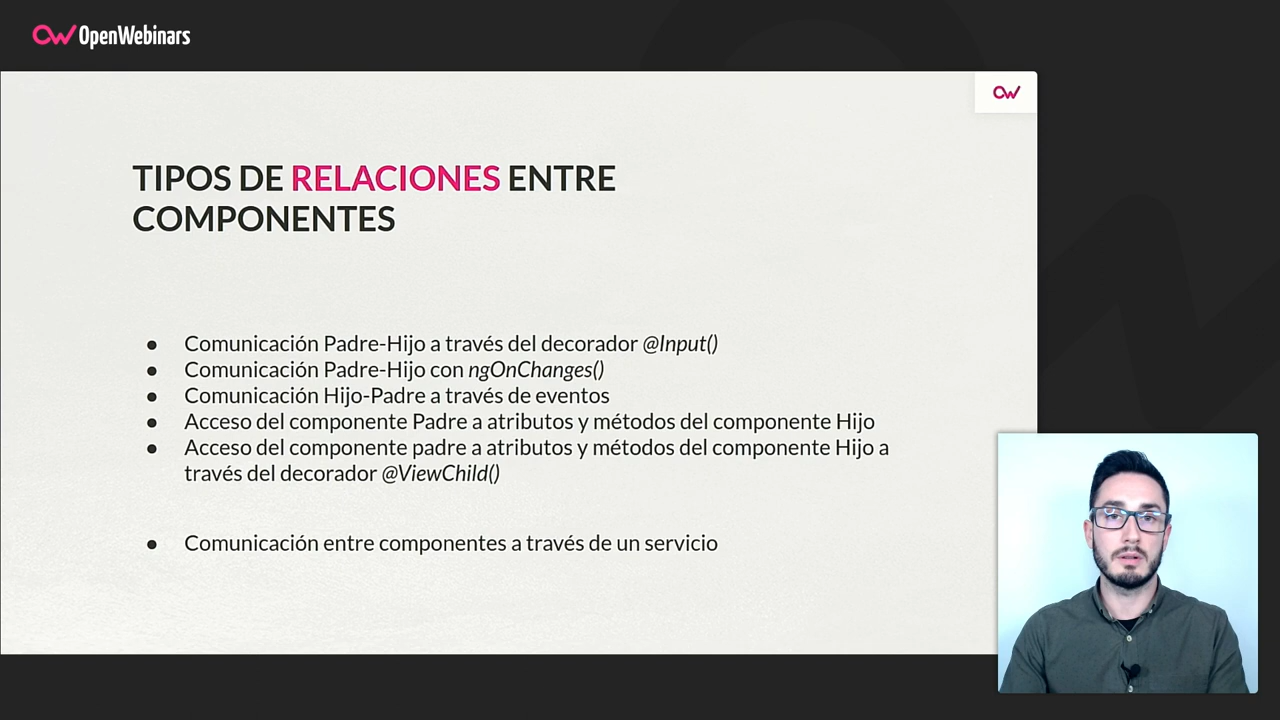 OpenWebinars
TIPOS DE RELACIONES ENTRE
COMPONENTES
● Comunicación Padre-Hijo a través del decorador @Input()
● Comunicación Padre-Hijo con ngOnChanges()
● Comunicación Hijo-Padre a través de eventos
● Acceso del componente Padre a atributos y métodos del componente Hijo
● Acceso del componente padre a atributos y métodos del componente Hijo a
través del decorador @ViewChild()
● Comunicación entre componentes a través de un servicio